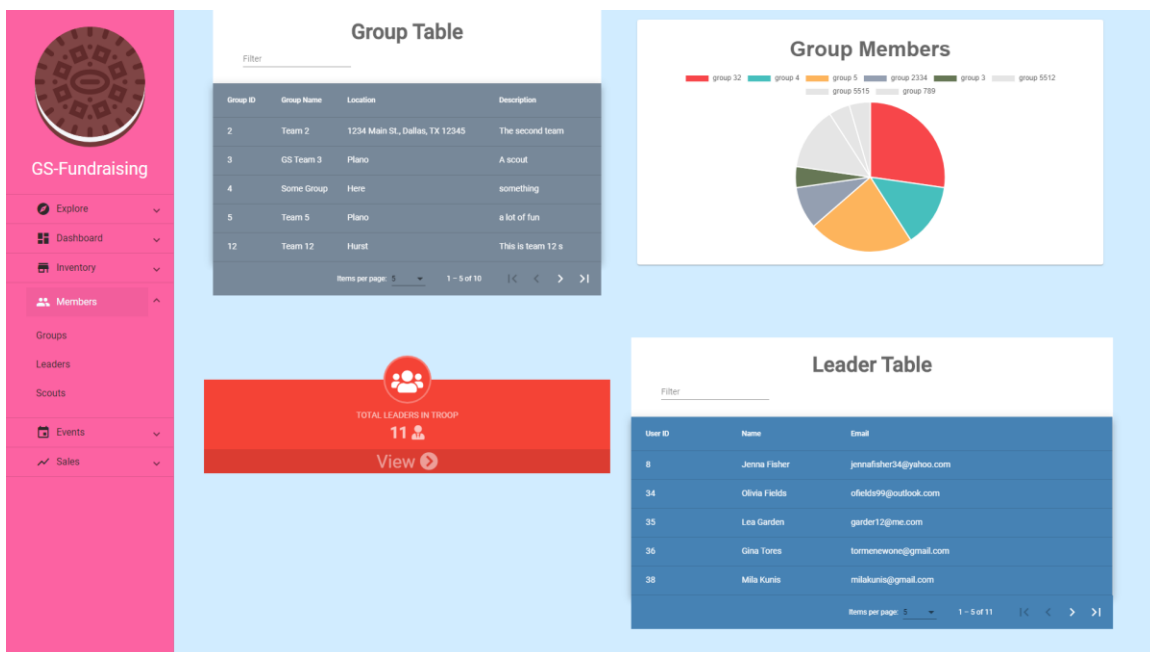 GS-Fundraising
Explore
Dashboard
Inventory
Members
Groups
Leaders
Scouts
Events
Sales
Group Table
Filter
Group ID Group Name Location Description
2 Team 2 1234 Main St., Dallas, TX 12345 The second team
3 GS Team 3 Plano A scout
4 Some Group Here something
5 Team 5 Plano a lot of fun
12 Team 12 Hurst This is team 12 s
Items per page: 5 1 – 5 of 10
Group Members
group 32 group 4 group 5 group 2334 group 3 group 5512
group 5515 group 789
TOTAL LEADERS IN TROOP
11
View
Leader Table
Filter
User ID Name Email
8 Jenna Fisher jennafisher34@yahoo.com
34 Olivia Fields ofields99@outlook.com
35 Lea Garden garder12@me.com
36 Gina Tores tormenewone@gmail.com
38 Mila Kunis milakunis@gmail.com
Items per page: 5 1 – 5 of 11